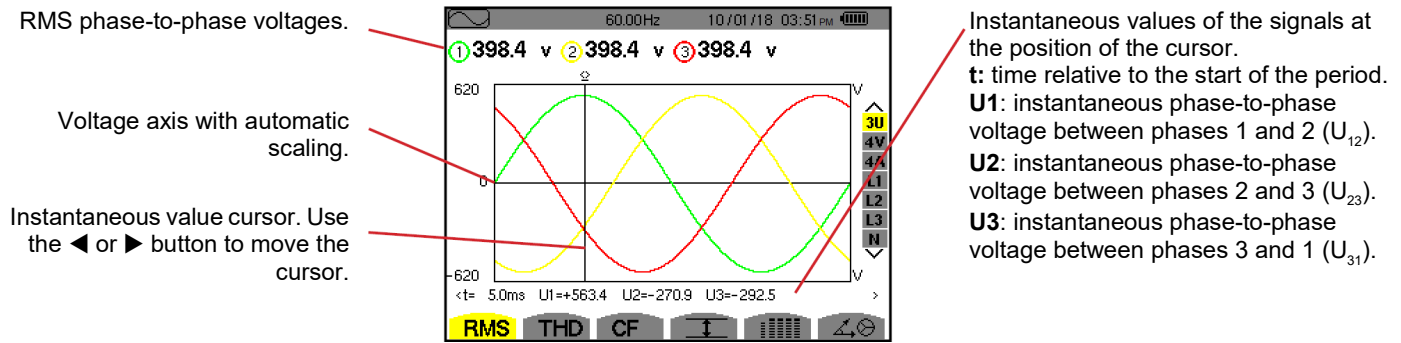 RMS phase-to-phase voltages.
Voltage axis with automatic
scaling.
Instantaneous value cursor. Use
the ◀ or ▶ button to move the
cursor.
60.00Hz 10/01/18 03:51 PM
1 398.4 v 2 398.4 v 3 398.4 v
620 V
0
-620 V
3U
4V
4A
L1
L2
L3
N
<t= 5.0ms U1=+563.4 U2=-270.9 U3=-292.5 >
RMS THD CF
Instantaneous values of the signals at
the position of the cursor.
t: time relative to the start of the period.
U1: instantaneous phase-to-phase
voltage between phases 1 and 2 (U₁₂).
U2: instantaneous phase-to-phase
voltage between phases 2 and 3 (U₂₃).
U3: instantaneous phase-to-phase
voltage between phases 3 and 1 (U₃₁).